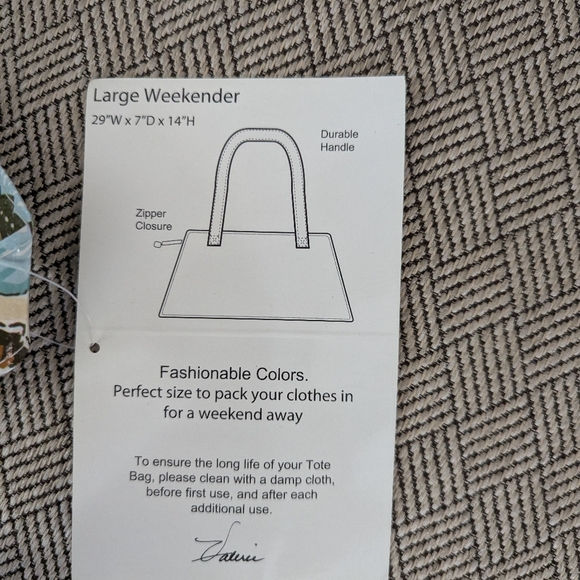 Large Weekender
29"W x 7"D x 14"H
Durable
Handle
Zipper
Closure
Fashionable Colors.
Perfect size to pack your clothes in
for a weekend away
To ensure the long life of your Tote
Bag, please clean with a damp cloth,
before first use, and after each
additional use.
Valerie